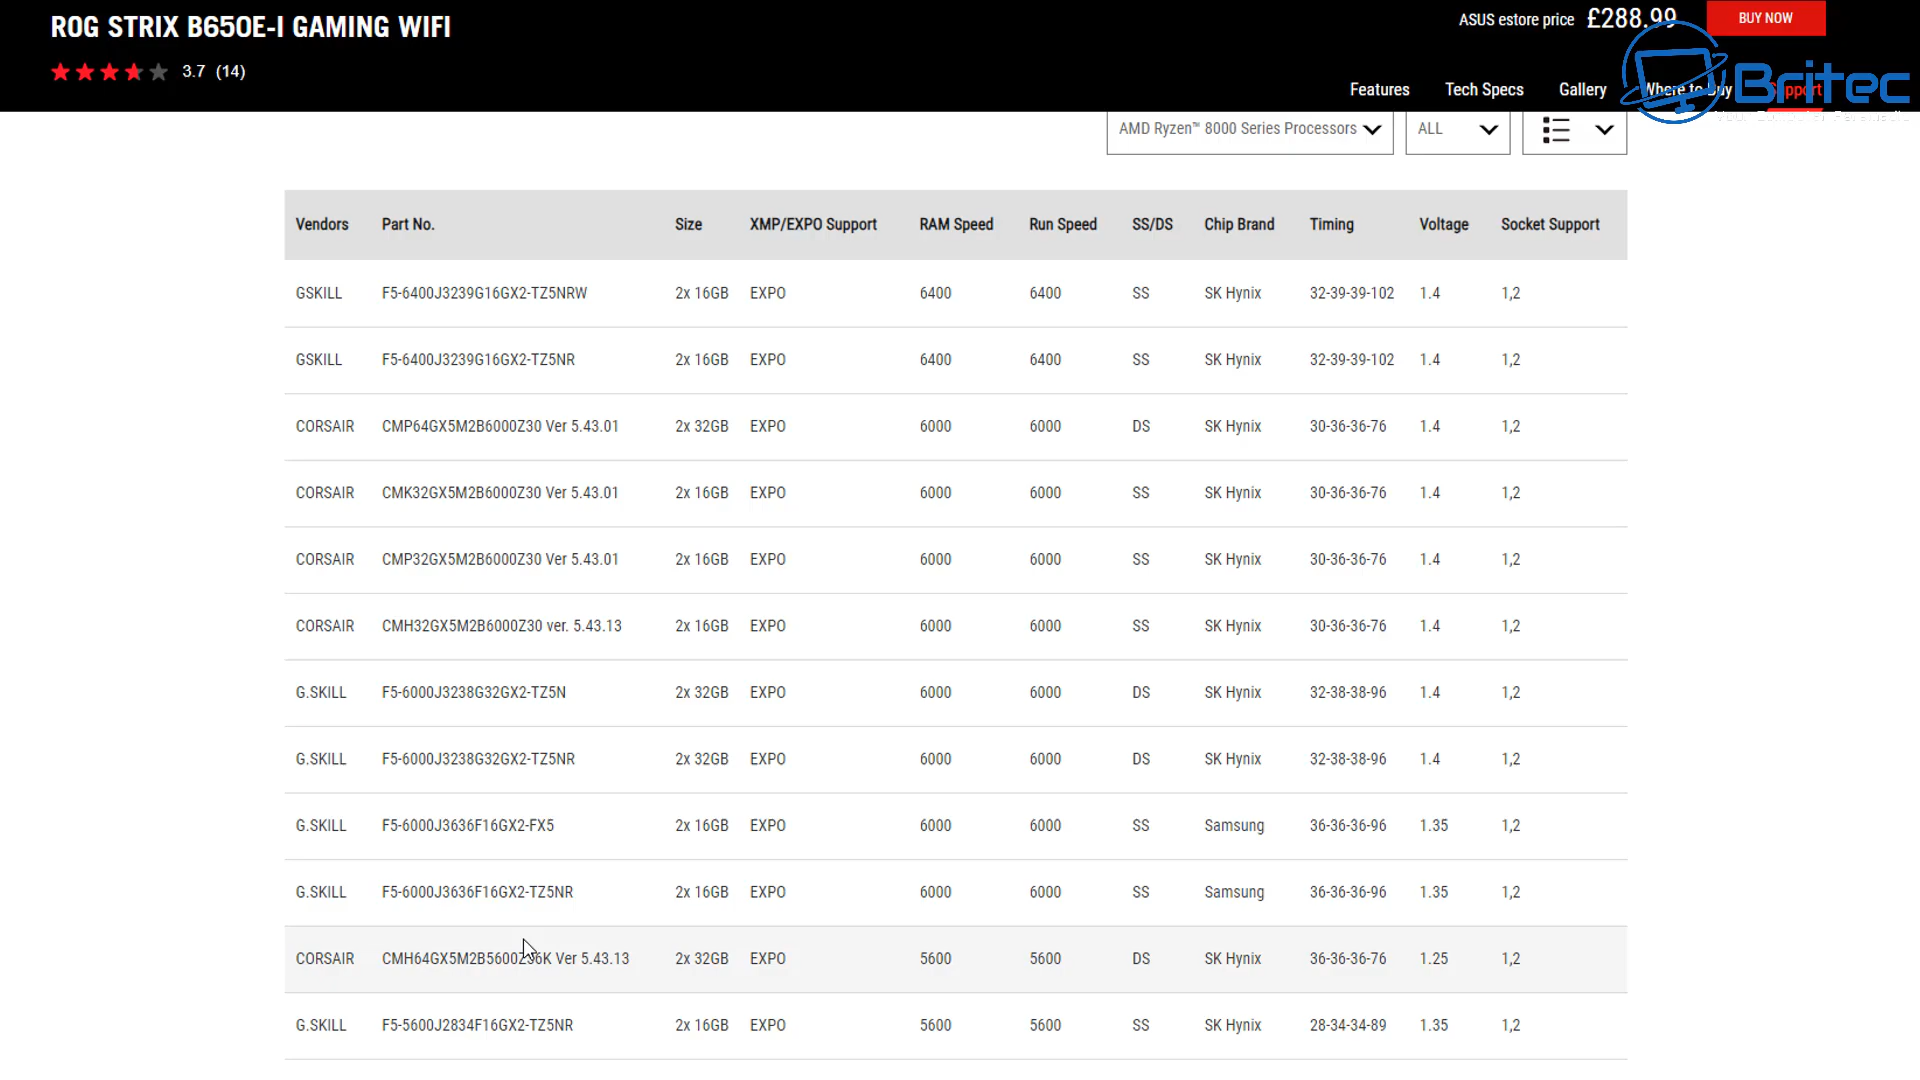 ROG STRIX B650E-I GAMING WIFI
ASUS estore price £288.99 BUY NOW
3.7 (14)
Features Tech Specs Gallery Where to Buy Support
Britec
AMD Ryzen™ 8000 Series Processors ALL
Vendors Part No. Size XMP/EXPO Support RAM Speed Run Speed SS/DS Chip Brand Timing Voltage Socket Support
GSKILL F5-6400J3239G16GX2-TZ5NRW 2x 16GB EXPO 6400 6400 SS SK Hynix 32-39-39-102 1.4 1,2
GSKILL F5-6400J3239G16GX2-TZ5NR 2x 16GB EXPO 6400 6400 SS SK Hynix 32-39-39-102 1.4 1,2
CORSAIR CMP64GX5M2B6000Z30 Ver 5.43.01 2x 32GB EXPO 6000 6000 DS SK Hynix 30-36-36-76 1.4 1,2
CORSAIR CMK32GX5M2B6000Z30 Ver 5.43.01 2x 16GB EXPO 6000 6000 SS SK Hynix 30-36-36-76 1.4 1,2
CORSAIR CMP32GX5M2B6000Z30 Ver 5.43.01 2x 16GB EXPO 6000 6000 SS SK Hynix 30-36-36-76 1.4 1,2
CORSAIR CMH32GX5M2B6000Z30 ver. 5.43.13 2x 16GB EXPO 6000 6000 SS SK Hynix 30-36-36-76 1.4 1,2
G.SKILL F5-6000J3238G32GX2-TZ5N 2x 32GB EXPO 6000 6000 DS SK Hynix 32-38-38-96 1.4 1,2
G.SKILL F5-6000J3238G32GX2-TZ5NR 2x 32GB EXPO 6000 6000 DS SK Hynix 32-38-38-96 1.4 1,2
G.SKILL F5-6000J3636F16GX2-FX5 2x 16GB EXPO 6000 6000 SS Samsung 36-36-36-96 1.35 1,2
G.SKILL F5-6000J3636F16GX2-TZ5NR 2x 16GB EXPO 6000 6000 SS Samsung 36-36-36-96 1.35 1,2
CORSAIR CMH64GX5M2B5600Z36K Ver 5.43.13 2x 32GB EXPO 5600 5600 DS SK Hynix 36-36-36-76 1.25 1,2
G.SKILL F5-5600J2834F16GX2-TZ5NR 2x 16GB EXPO 5600 5600 SS SK Hynix 28-34-34-89 1.35 1,2